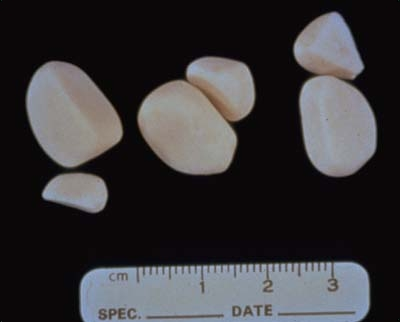 cm 1 2 3
SPEC. DATE